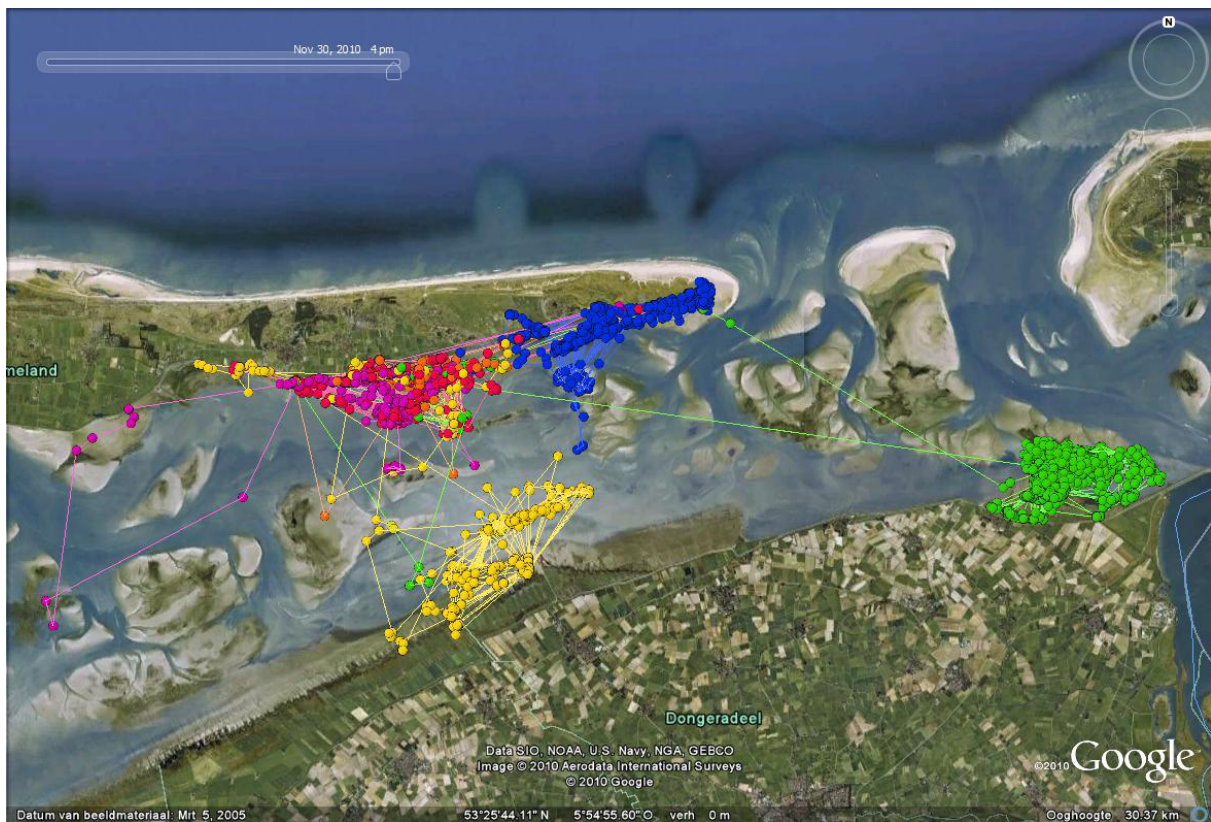 Nov 30, 2010 4 pm
N
meland
Dongeradeel
Data SIO, NOAA, U.S. Navy, NGA, GEBCO
Image © 2010 Aerodata International Surveys
© 2010 Google
©2010 Google
Datum van beeldmateriaal: Mrt 5, 2005 53°25'44.11" N 5°54'55.60" O verh 0 m Ooghoogte 30.37 km